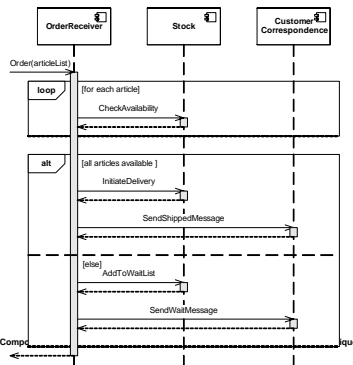 OrderReceiver
Stock
Customer
Correspondence
Order(articleList)
loop
[for each article]
CheckAvailability
alt
[all articles available ]
InitiateDelivery
SendShippedMessage
[else]
AddToWaitList
SendWaitMessage